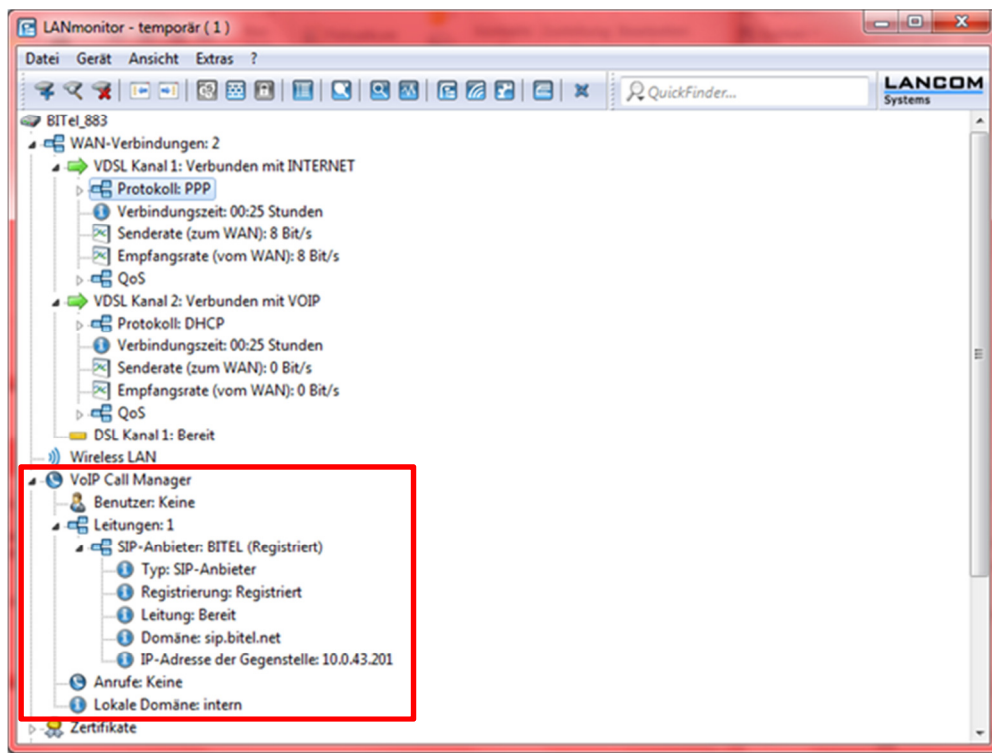 LANmonitor - temporär ( 1 )
Datei Gerät Ansicht Extras ?
QuickFinder...
LANCOM
Systems
BITel_883
WAN-Verbindungen: 2
VDSL Kanal 1: Verbunden mit INTERNET
Protokoll: PPP
Verbindungszeit: 00:25 Stunden
Senderate (zum WAN): 8 Bit/s
Empfangsrate (vom WAN): 8 Bit/s
QoS
VDSL Kanal 2: Verbunden mit VOIP
Protokoll: DHCP
Verbindungszeit: 00:25 Stunden
Senderate (zum WAN): 0 Bit/s
Empfangsrate (vom WAN): 0 Bit/s
QoS
DSL Kanal 1: Bereit
Wireless LAN
VoIP Call Manager
Benutzer: Keine
Leitungen: 1
SIP-Anbieter: BITEL (Registriert)
Typ: SIP-Anbieter
Registrierung: Registriert
Leitung: Bereit
Domäne: sip.bitel.net
IP-Adresse der Gegenstelle: 10.0.43.201
Anrufe: Keine
Lokale Domäne: intern
Zertifikate